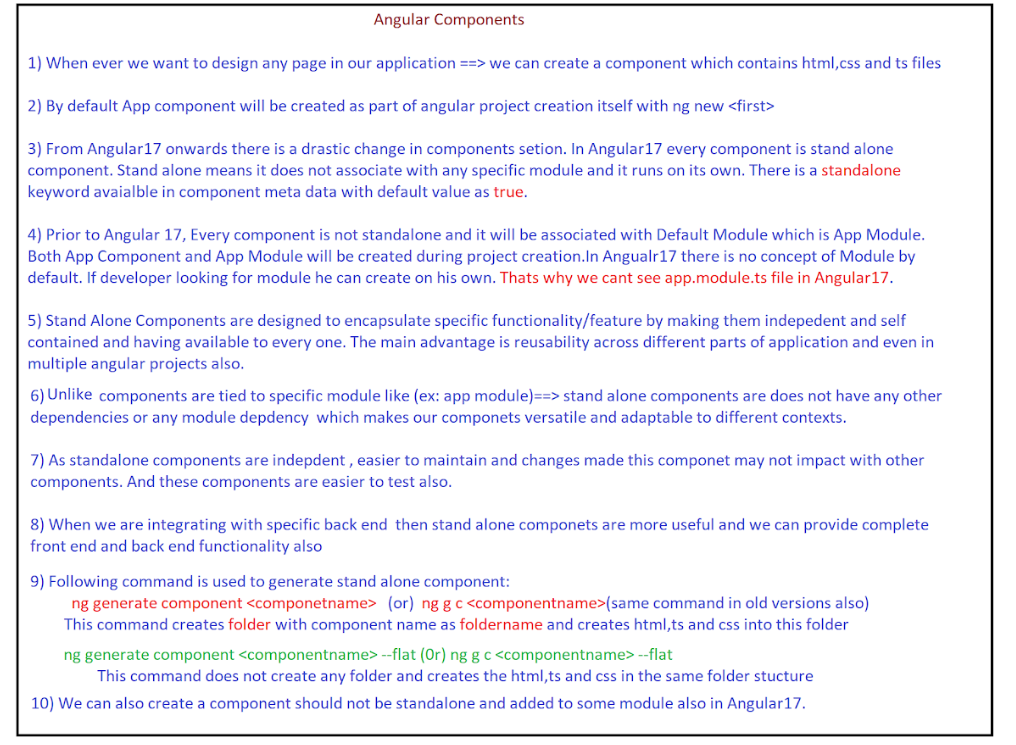 Angular Components
1) When ever we want to design any page in our application ==> we can create a component which contains html,css and ts files
2) By default App component will be created as part of angular project creation itself with ng new <first>
3) From Angular17 onwards there is a drastic change in components setion. In Angular17 every component is stand alone
component. Stand alone means it does not associate with any specific module and it runs on its own. There is a standalone
keyword avaialble in component meta data with default value as true.
4) Prior to Angular 17, Every component is not standalone and it will be associated with Default Module which is App Module.
Both App Component and App Module will be created during project creation.In Angualr17 there is no concept of Module by
default. If developer looking for module he can create on his own. Thats why we cant see app.module.ts file in Angular17.
5) Stand Alone Components are designed to encapsulate specific functionality/feature by making them indepedent and self
contained and having available to every one. The main advantage is reusability across different parts of application and even in
multiple angular projects also.
6) Unlike components are tied to specific module like (ex: app module)==> stand alone components are does not have any other
dependencies or any module depdency which makes our componets versatile and adaptable to different contexts.
7) As standalone components are indepdent , easier to maintain and changes made this componet may not impact with other
components. And these components are easier to test also.
8) When we are integrating with specific back end then stand alone componets are more useful and we can provide complete
front end and back end functionality also
9) Following command is used to generate stand alone component:
ng generate component <componetname> (or) ng g c <componentname>(same command in old versions also)
This command creates folder with component name as foldername and creates html,ts and css into this folder
ng generate component <componentname> --flat (0r) ng g c <componentname> --flat
This command does not create any folder and creates the html,ts and css in the same folder stucture
10) We can also create a component should not be standalone and added to some module also in Angular17.